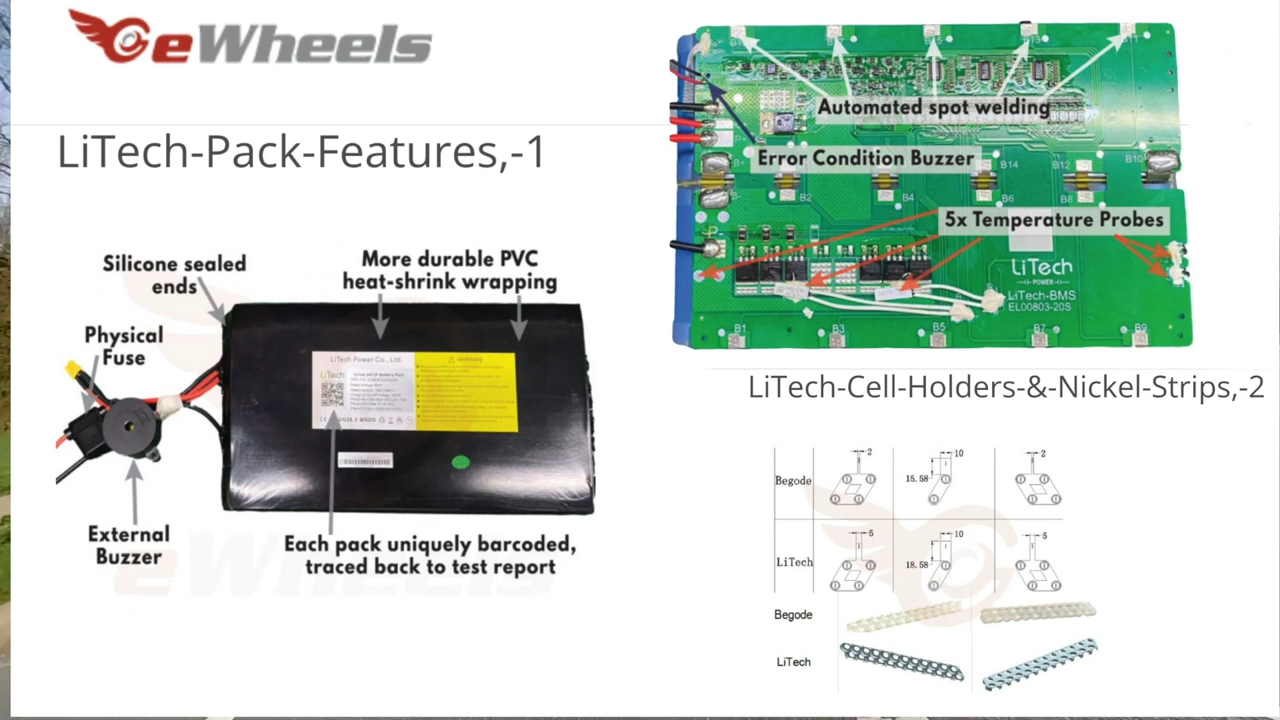 eWheels
LiTech-Pack-Features,-1
Silicone sealed
ends
More durable PVC
heat-shrink wrapping
Physical
Fuse
LiTech Power Co., Ltd.
WARNING
LiTech
External
Buzzer
Each pack uniquely barcoded,
traced back to test report
eWheels
Automated spot welding
Error Condition Buzzer
B+
B14
B12
B10
B-
B2
B4
B6
B8
5x Temperature Probes
LiTech
POWER
LiTech-BMS
EL00803-20S
B1
B3
B5
B7
B9
LiTech-Cell-Holders-&-Nickel-Strips,-2
Begode
2
10
15.58
2
LiTech
5
10
18.58
5
Begode
LiTech